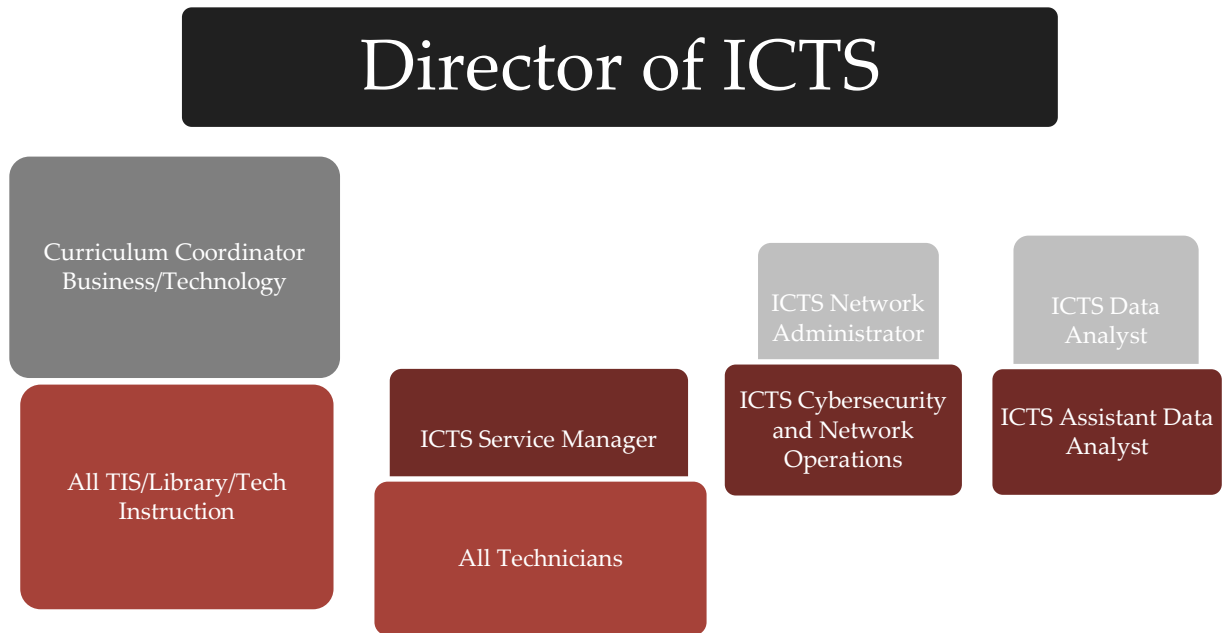 Director of ICTS
Curriculum Coordinator
Business/Technology
All TIS/Library/Tech
Instruction
ICTS Service Manager
All Technicians
ICTS Network
Administrator
ICTS Cybersecurity
and Network
Operations
ICTS Data
Analyst
ICTS Assistant Data
Analyst